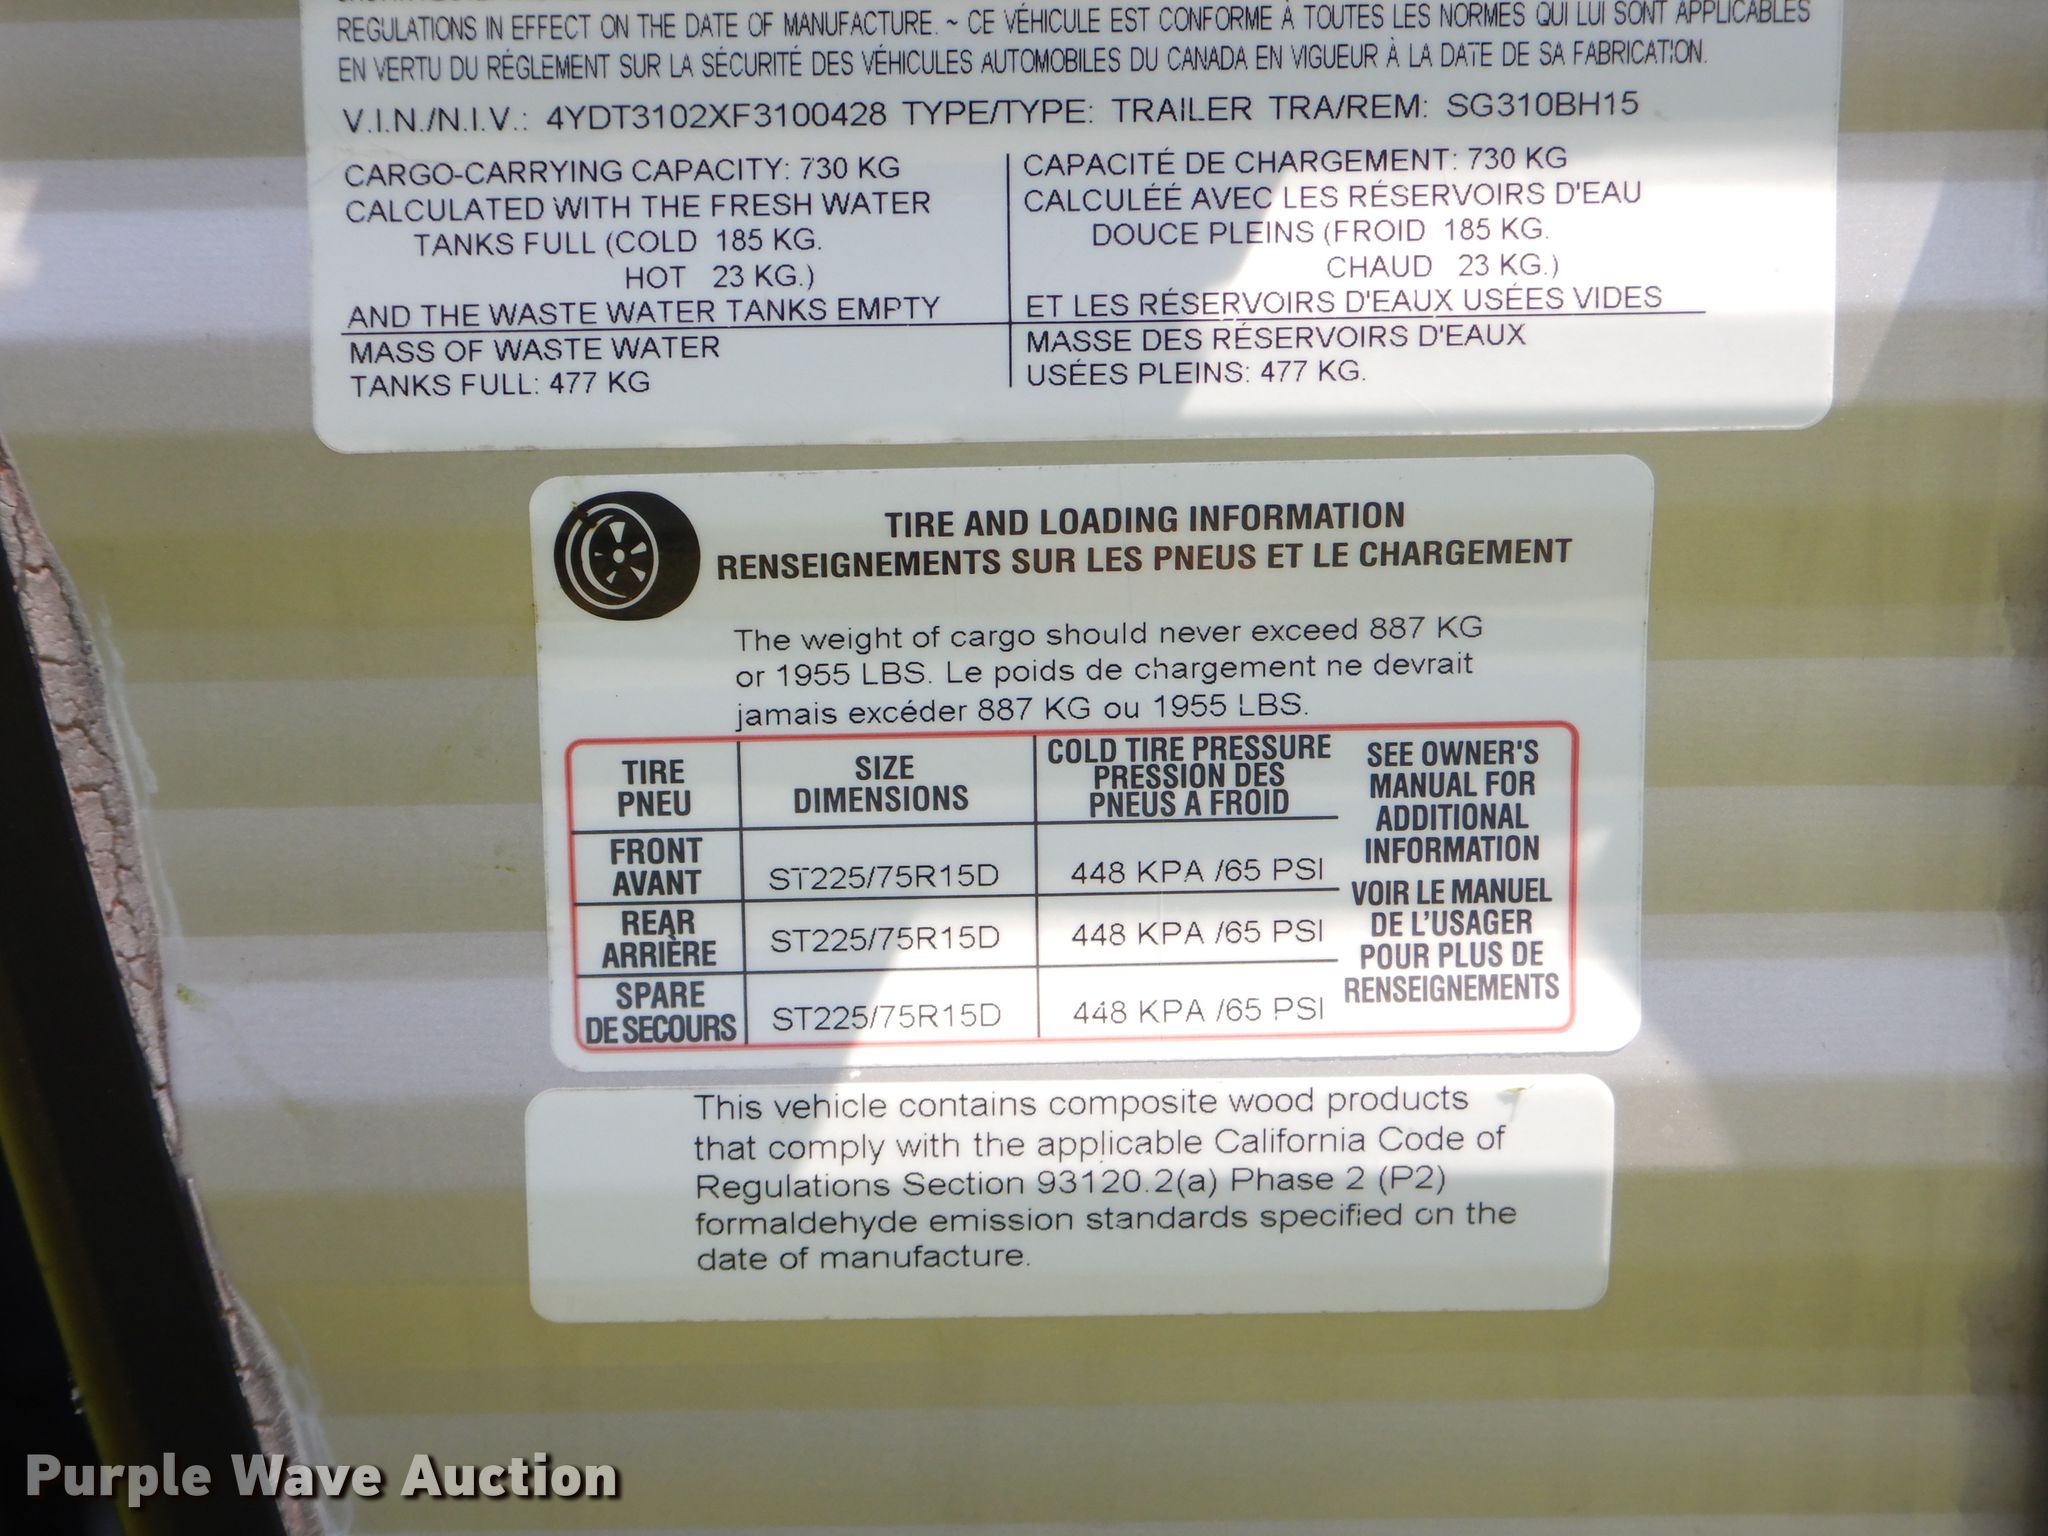 REGULATIONS IN EFFECT ON THE DATE OF MANUFACTURE. ~ CE VÉHICULE EST CONFORME À TOUTES LES NORMES QUI LUI SONT APPLICABLES
EN VERTU DU RÉGLEMENT SUR LA SÉCURITÉ DES VÉHICULES AUTOMOBILES DU CANADA EN VIGUEUR À LA DATE DE SA FABRICATION.
V.I.N./N.I.V.: 4YDT3102XF3100428 TYPE/TYPE: TRAILER TRA/REM: SG310BH15
CARGO-CARRYING CAPACITY: 730 KG
CALCULATED WITH THE FRESH WATER
TANKS FULL (COLD 185 KG.
HOT 23 KG.)
AND THE WASTE WATER TANKS EMPTY
MASS OF WASTE WATER
TANKS FULL: 477 KG
CAPACITÉ DE CHARGEMENT: 730 KG
CALCULÉÉ AVEC LES RÉSERVOIRS D'EAU
DOUCE PLEINS (FROID 185 KG.
CHAUD 23 KG.)
ET LES RÉSERVOIRS D'EAUX USÉES VIDES
MASSE DES RÉSERVOIRS D'EAUX
USÉES PLEINS: 477 KG.
TIRE AND LOADING INFORMATION
RENSEIGNEMENTS SUR LES PNEUS ET LE CHARGEMENT
The weight of cargo should never exceed 887 KG
or 1955 LBS. Le poids de chargement ne devrait
jamais excéder 887 KG ou 1955 LBS.
TIRE
PNEU
SIZE
DIMENSIONS
COLD TIRE PRESSURE
PRESSION DES
PNEUS A FROID
FRONT
AVANT
ST225/75R15D
448 KPA /65 PSI
REAR
ARRIÈRE
ST225/75R15D
448 KPA /65 PSI
SPARE
DE SECOURS
ST225/75R15D
448 KPA /65 PSI
SEE OWNER'S
MANUAL FOR
ADDITIONAL
INFORMATION
VOIR LE MANUEL
DE L'USAGER
POUR PLUS DE
RENSEIGNEMENTS
This vehicle contains composite wood products
that comply with the applicable California Code of
Regulations Section 93120.2(a) Phase 2 (P2)
formaldehyde emission standards specified on the
date of manufacture.
Purple Wave Auction